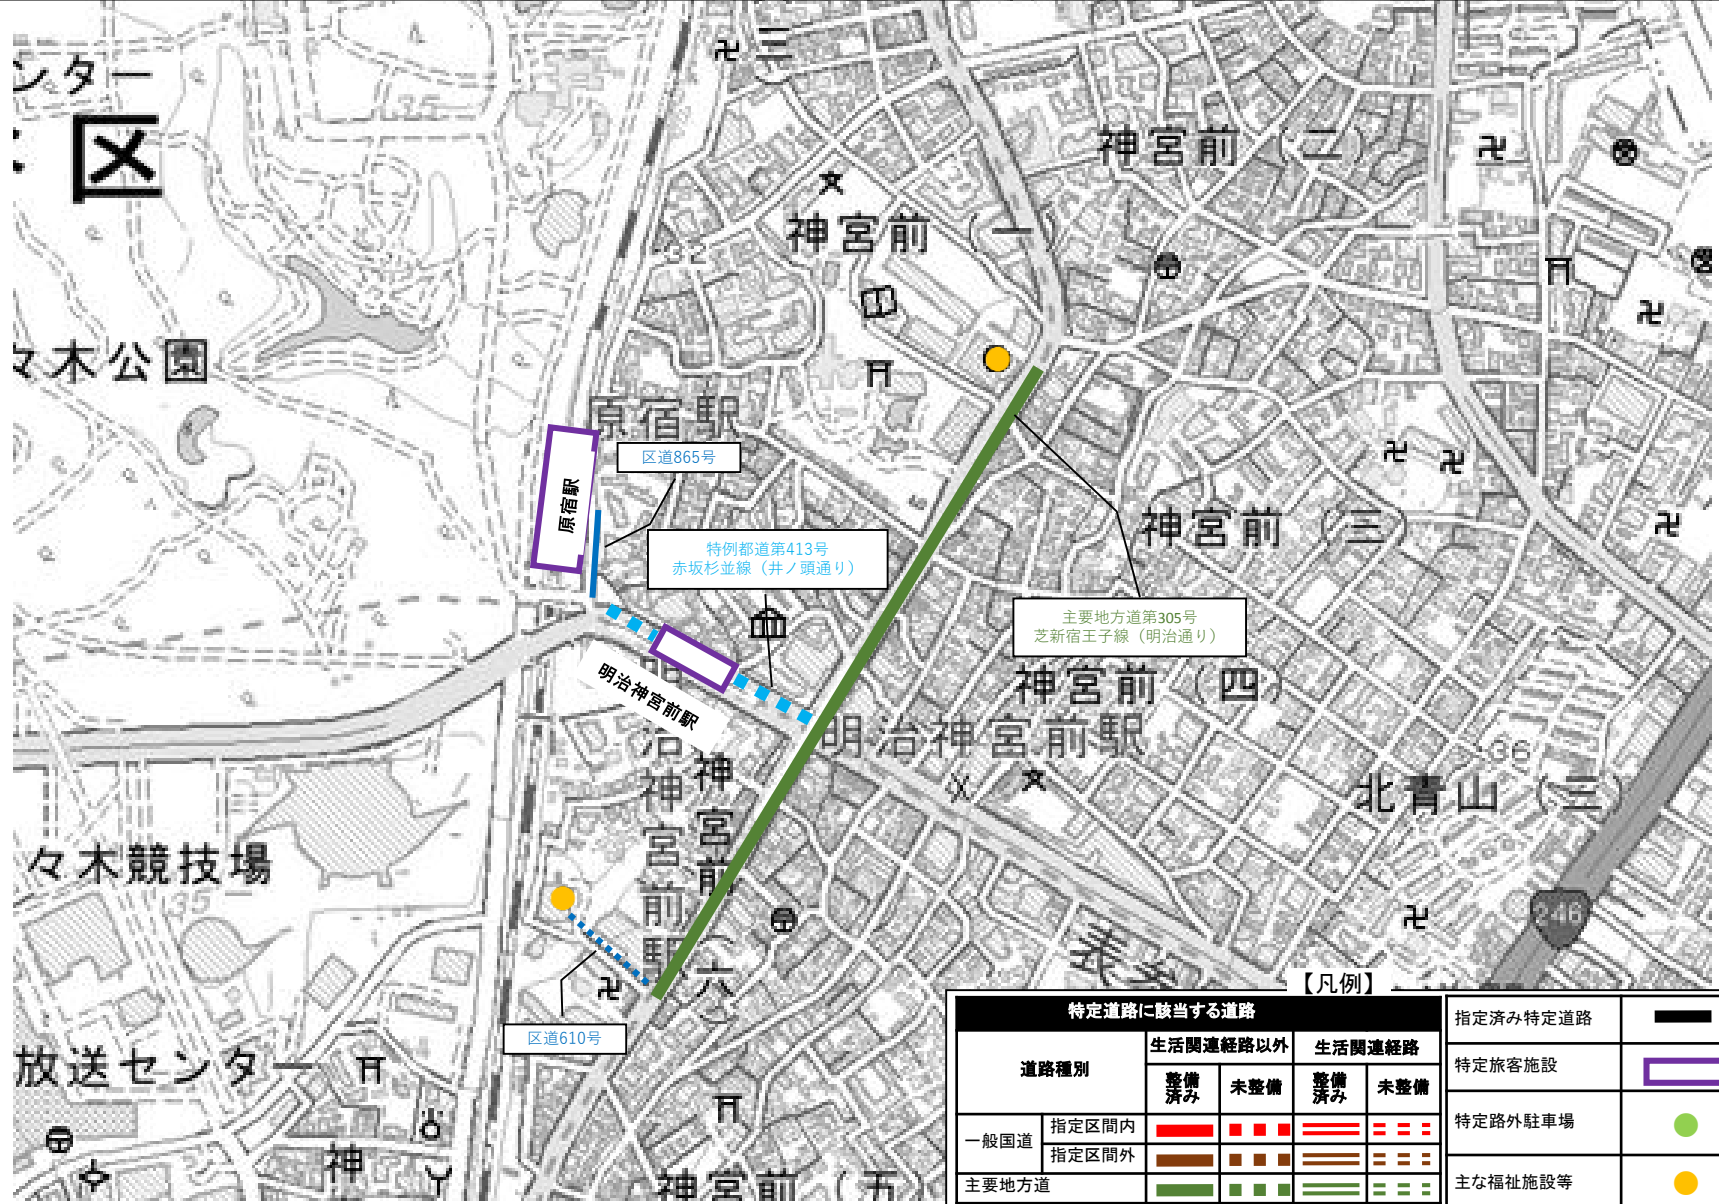 ンター
区
三
神宮前（二）
神宮前（一）
々木公園
原宿駅
区道865号
原宿駅
特例都道第413号
赤坂杉並線（井ノ頭通り）
神宮前（三）
主要地方道第305号
芝新宿王子線（明治通り）
明治神宮前駅
神宮前（四）
明治神宮前駅
36
北青山（三）
明治神宮前駅
神宮前（六）
々木競技場
35
246
表参
区道610号
放送センター
神
神宮前（五
【凡例】
特定道路に該当する道路
道路種別
生活関連経路以外
生活関連経路
整備済み
未整備
整備済み
未整備
一般国道
指定区間内
指定区間外
主要地方道
指定済み特定道路
特定旅客施設
特定路外駐車場
主な福祉施設等